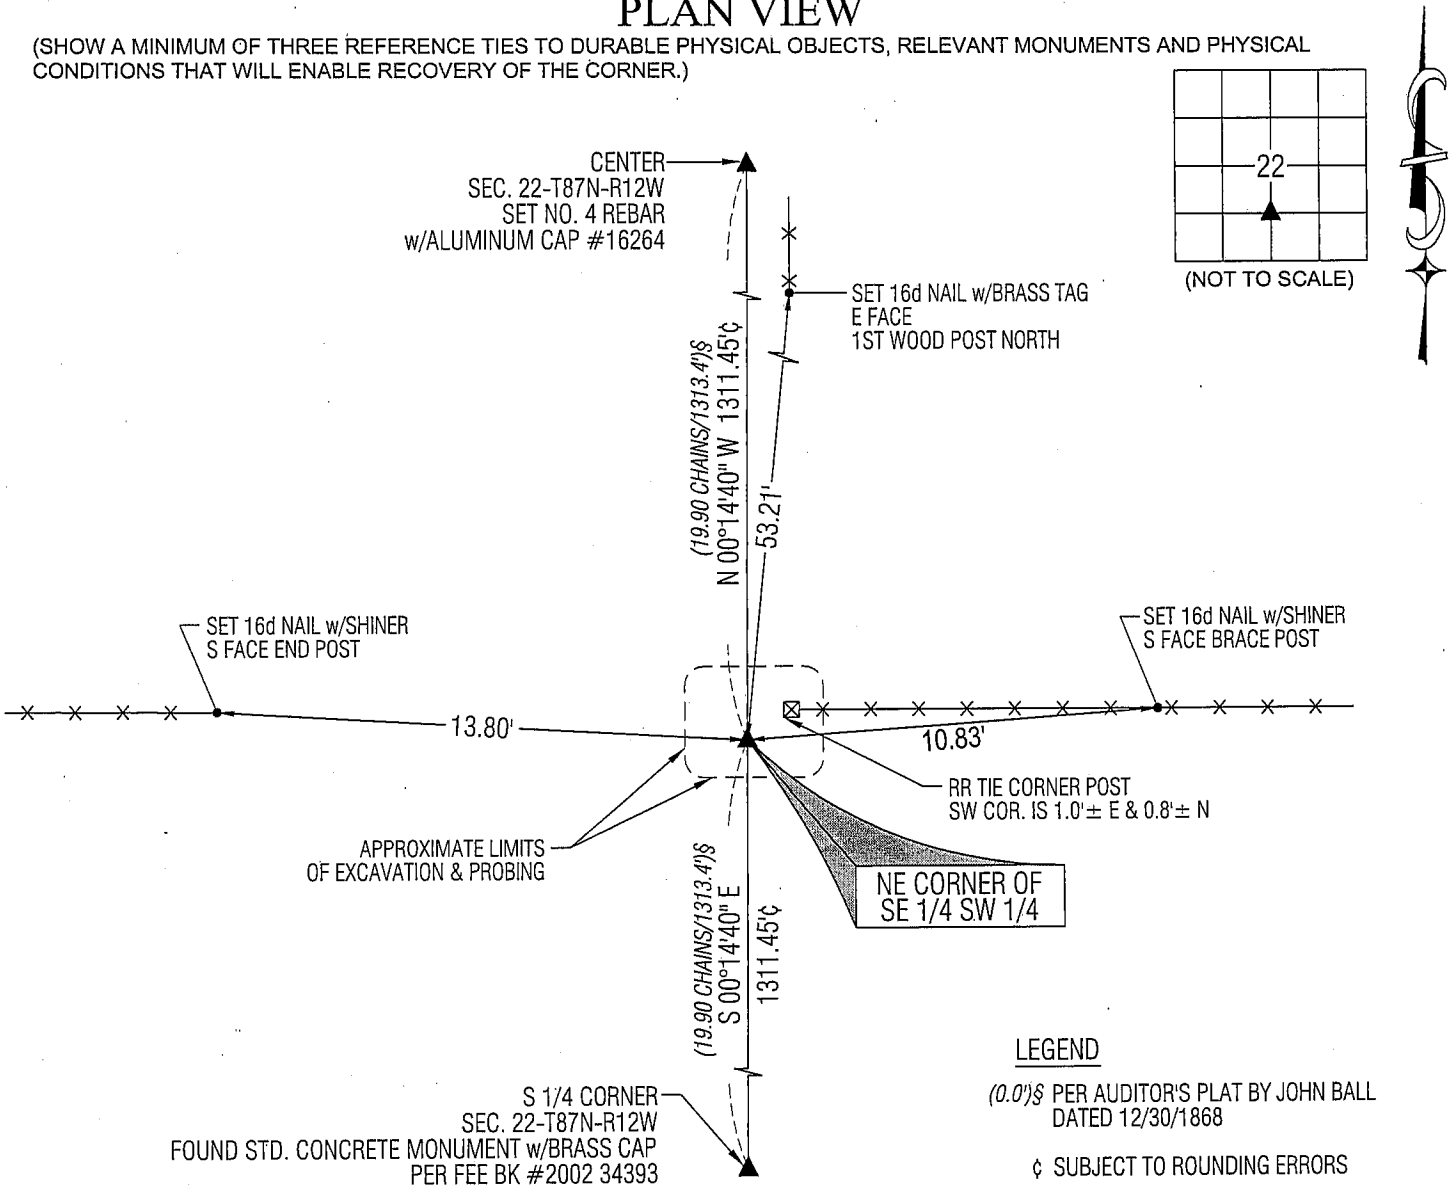 PLAN VIEW
(SHOW A MINIMUM OF THREE REFERENCE TIES TO DURABLE PHYSICAL OBJECTS, RELEVANT MONUMENTS AND PHYSICAL
CONDITIONS THAT WILL ENABLE RECOVERY OF THE CORNER.)
22
(NOT TO SCALE)
CENTER
SEC. 22-T87N-R12W
SET NO. 4 REBAR
w/ALUMINUM CAP #16264
SET 16d NAIL w/BRASS TAG
E FACE
1ST WOOD POST NORTH
(19.90 CHAINS/1313.4')§
N 00°14'40" W 1311.45'¢
53.21'
SET 16d NAIL w/SHINER
S FACE END POST
SET 16d NAIL w/SHINER
S FACE BRACE POST
13.80'
10.83'
RR TIE CORNER POST
SW COR. IS 1.0'± E & 0.8'± N
APPROXIMATE LIMITS
OF EXCAVATION & PROBING
NE CORNER OF
SE 1/4 SW 1/4
(19.90 CHAINS/1313.4')§
S 00°14'40" E
1311.45'¢
S 1/4 CORNER
SEC. 22-T87N-R12W
FOUND STD. CONCRETE MONUMENT w/BRASS CAP
PER FEE BK #2002 34393
LEGEND
(0.0')§ PER AUDITOR'S PLAT BY JOHN BALL
DATED 12/30/1868
¢ SUBJECT TO ROUNDING ERRORS